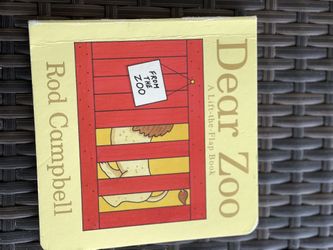 Dear Zoo
A Lift-the-Flap Book
FROM
THE
ZOO
Rod Campbell